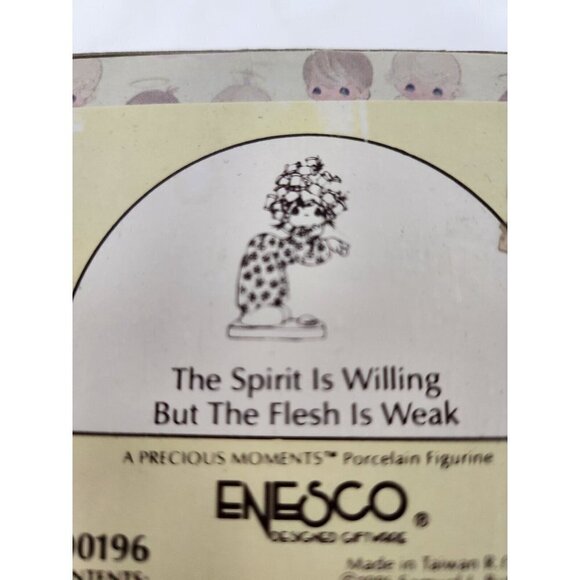 The Spirit Is Willing
But The Flesh Is Weak
A PRECIOUS MOMENTS™ Porcelain Figurine
ENESCO®
DESIGNED GIFTWARE
00196
Made in Taiwan R.